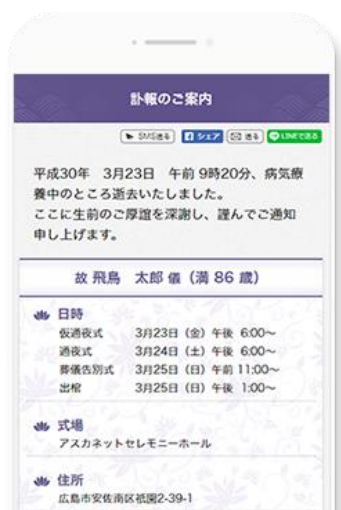 訃報のご案内
SMS送る シェア 送る LINEで送る
平成30年 3月23日 午前 9時20分、病気療
養中のところ逝去いたしました。
ここに生前のご厚誼を深謝し、謹んでご通知
申し上げます。
故 飛鳥 太郎 儀（満 86 歳）
日時
仮通夜式 3月23日（金）午後 6:00～
通夜式 3月24日（土）午後 6:00～
葬儀告別式 3月25日（日）午前 11:00～
出棺 3月25日（日）午後 1:00～
式場
アスカネットセレモニーホール
住所
広島市安佐南区祇園2-39-1